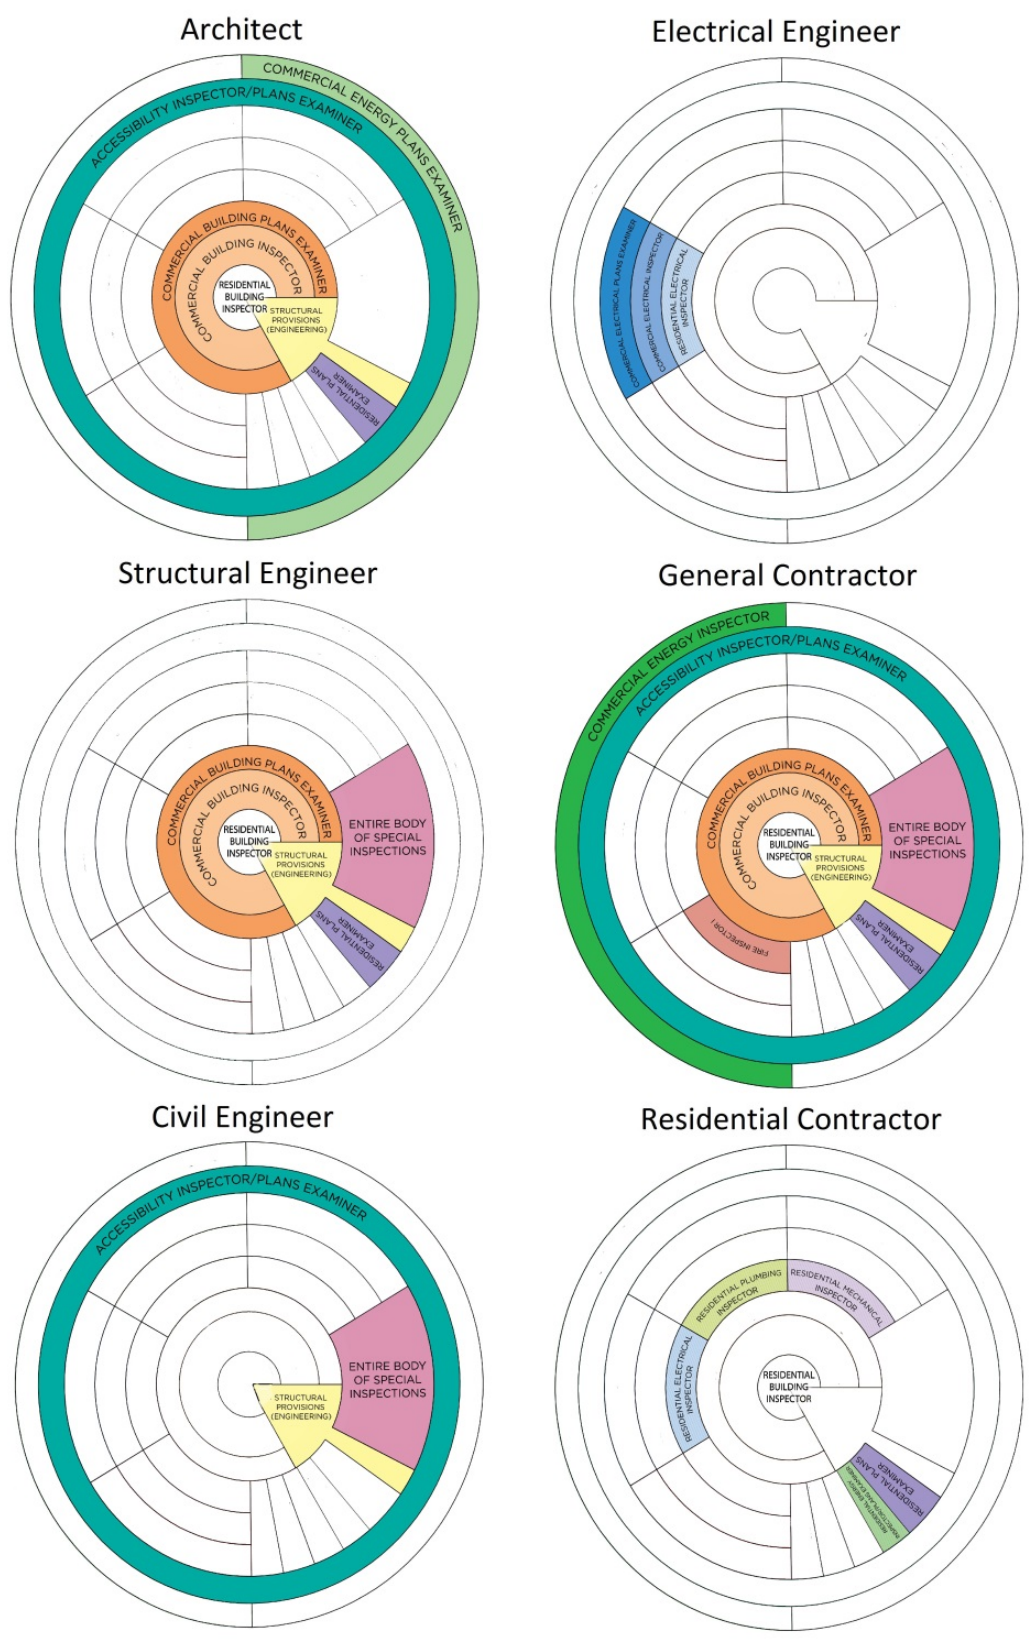 Architect
COMMERCIAL ENERGY PLANS EXAMINER
ACCESSIBILITY INSPECTOR/PLANS EXAMINER
COMMERCIAL BUILDING PLANS EXAMINER
COMMERCIAL BUILDING INSPECTOR
RESIDENTIAL
BUILDING
INSPECTOR
STRUCTURAL
PROVISIONS
(ENGINEERING)
RESIDENTIAL PLANS
EXAMINER
Electrical Engineer
COMMERCIAL ELECTRICAL PLANS EXAMINER
COMMERCIAL ELECTRICAL INSPECTOR
RESIDENTIAL ELECTRICAL
INSPECTOR
Structural Engineer
COMMERCIAL BUILDING PLANS EXAMINER
COMMERCIAL BUILDING INSPECTOR
RESIDENTIAL
BUILDING
INSPECTOR
STRUCTURAL
PROVISIONS
(ENGINEERING)
ENTIRE BODY
OF SPECIAL
INSPECTIONS
RESIDENTIAL PLANS
EXAMINER
General Contractor
COMMERCIAL ENERGY INSPECTOR
ACCESSIBILITY INSPECTOR/PLANS EXAMINER
COMMERCIAL BUILDING PLANS EXAMINER
COMMERCIAL BUILDING INSPECTOR
RESIDENTIAL
BUILDING
INSPECTOR
STRUCTURAL
PROVISIONS
(ENGINEERING)
ENTIRE BODY
OF SPECIAL
INSPECTIONS
RESIDENTIAL PLANS
EXAMINER
FIRE INSPECTOR I
Civil Engineer
ACCESSIBILITY INSPECTOR/PLANS EXAMINER
STRUCTURAL
PROVISIONS
(ENGINEERING)
ENTIRE BODY
OF SPECIAL
INSPECTIONS
Residential Contractor
RESIDENTIAL PLUMBING
INSPECTOR
RESIDENTIAL MECHANICAL
INSPECTOR
RESIDENTIAL ELECTRICAL
INSPECTOR
RESIDENTIAL
BUILDING
INSPECTOR
RESIDENTIAL PLANS
EXAMINER
RESIDENTIAL ENERGY
INSPECTOR/PLANS EXAMINER